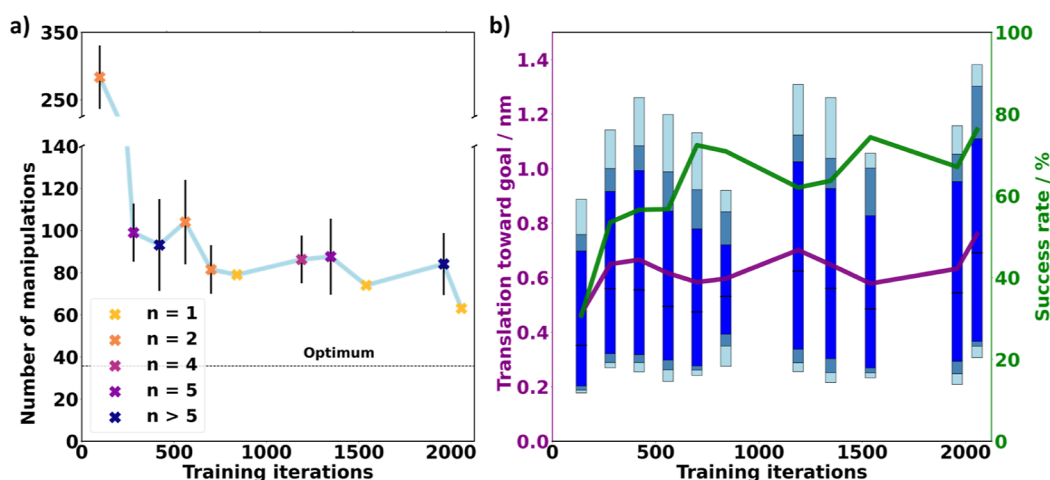 a)
350
250
140
120
100
80
60
40
20
0
Number of manipulations
n = 1
n = 2
n = 4
n = 5
n > 5
Optimum
0 500 1000 1500 2000
Training iterations
b)
1.4
1.2
1.0
0.8
0.6
0.4
0.2
0.0
Translation toward goal / nm
100
80
60
40
20
0
Success rate / %
500 1000 1500 2000
Training iterations